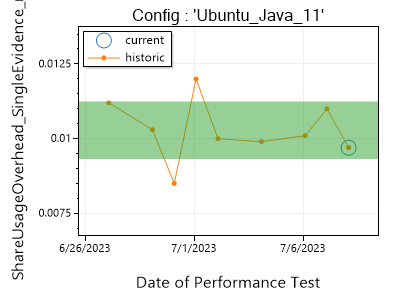 Config : 'Ubuntu_Java_11'
ShareUsageOverhead_SingleEvidence_
current
historic
0.0125
0.01
0.0075
6/26/2023
7/1/2023
7/6/2023
Date of Performance Test